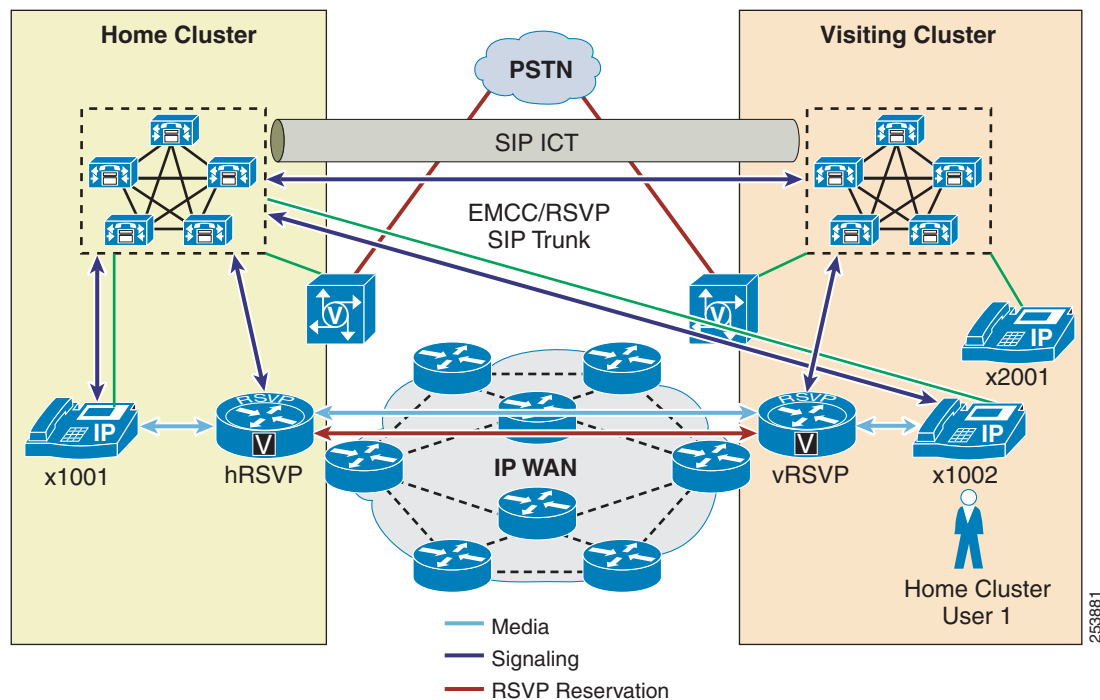 Home Cluster
Visiting Cluster
PSTN
SIP ICT
EMCC/RSVP
SIP Trunk
V
V
IP
x2001
IP
x1001
RSVP
V
hRSVP
IP WAN
RSVP
V
vRSVP
IP
x1002
Home Cluster
User 1
Media
Signaling
RSVP Reservation
253881